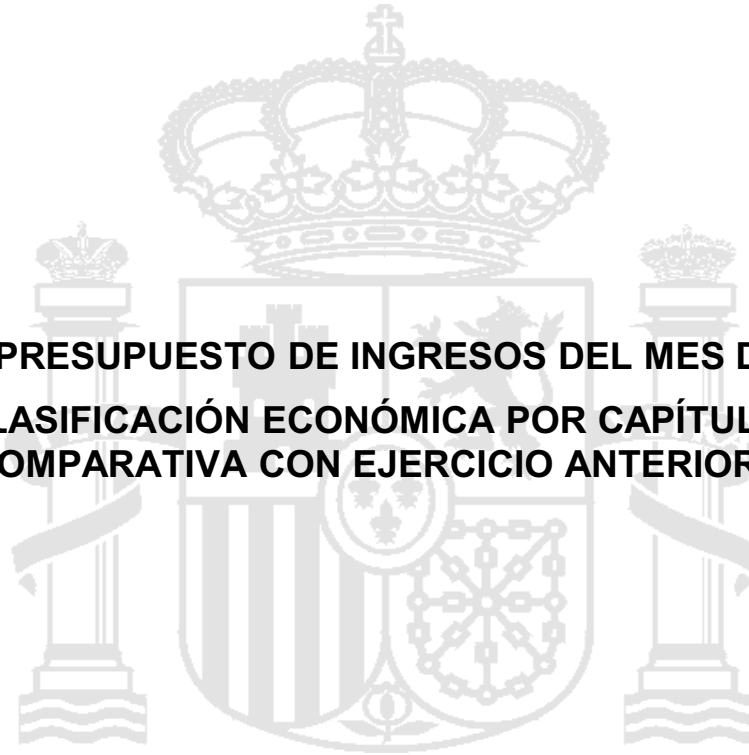 PRESUPUESTO DE INGRESOS DEL MES D
LASIFICACIÓN ECONÓMICA POR CAPÍTUL
OMPARATIVA CON EJERCICIO ANTERIOR